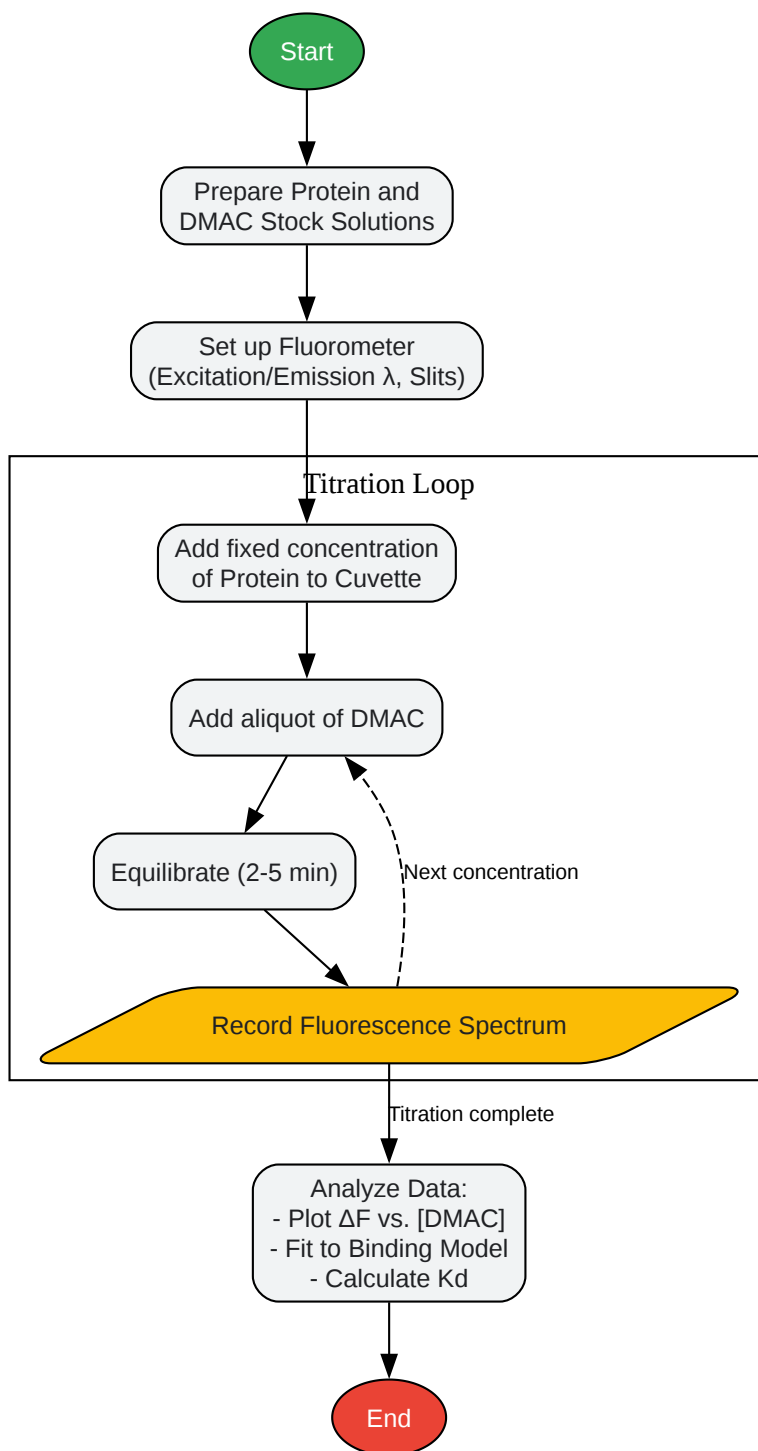 Start
Prepare Protein and
DMAC Stock Solutions
Set up Fluorometer
(Excitation/Emission λ, Slits)
Titration Loop
Add fixed concentration
of Protein to Cuvette
Add aliquot of DMAC
Equilibrate (2-5 min)
Next concentration
Record Fluorescence Spectrum
Titration complete
Analyze Data:
- Plot ΔF vs. [DMAC]
- Fit to Binding Model
- Calculate Kd
End